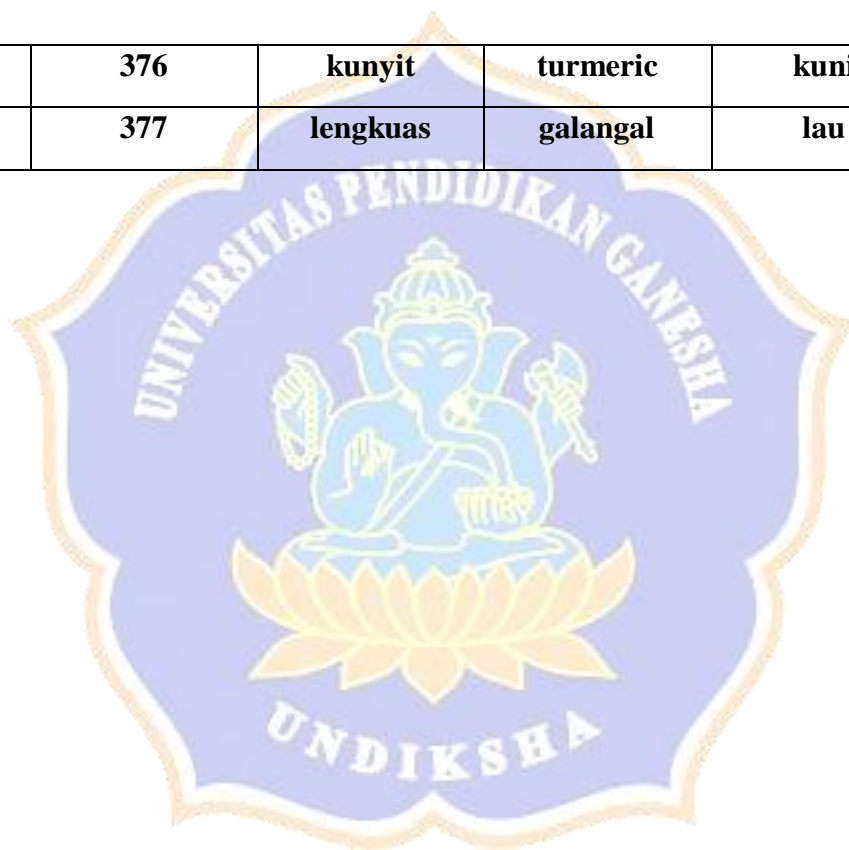 376 kunyit turmeric
377 lengkuas galangal lau
UNIVERSITAS PENDIDIKAN GANESHA
UNDIKSHA